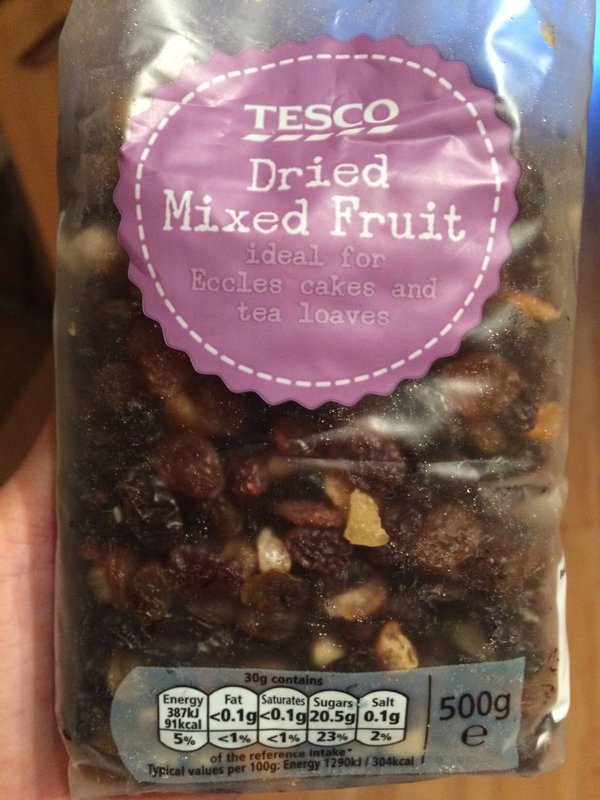 TESCO
Dried
Mixed Fruit
ideal for
Eccles cakes and
tea loaves
30g contains
Energy Fat Saturates Sugars Salt
387kJ
91kcal <0.1g <0.1g 20.5g 0.1g
5% <1% <1% 23% 2%
of the reference intake*
Typical values per 100g: Energy 1290kJ / 304kcal
500g
e